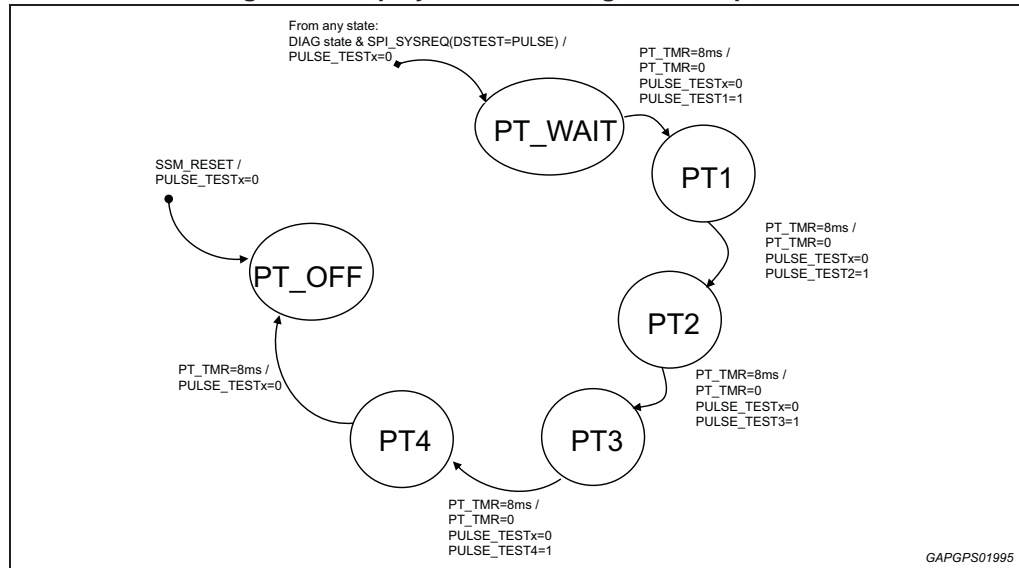 From any state:
DIAG state & SPI_SYSREQ(DSTEST=PULSE) /
PULSE_TESTx=0
PT_TMR=8ms /
PT_TMR=0
PULSE_TESTx=0
PULSE_TEST1=1
PT_WAIT
PT1
SSM_RESET /
PULSE_TESTx=0
PT_TMR=8ms /
PT_TMR=0
PULSE_TESTx=0
PULSE_TEST2=1
PT_OFF
PT2
PT_TMR=8ms /
PULSE_TESTx=0
PT_TMR=8ms /
PT_TMR=0
PULSE_TESTx=0
PULSE_TEST3=1
PT4
PT3
PT_TMR=8ms /
PT_TMR=0
PULSE_TESTx=0
PULSE_TEST4=1
GAPGPS01995